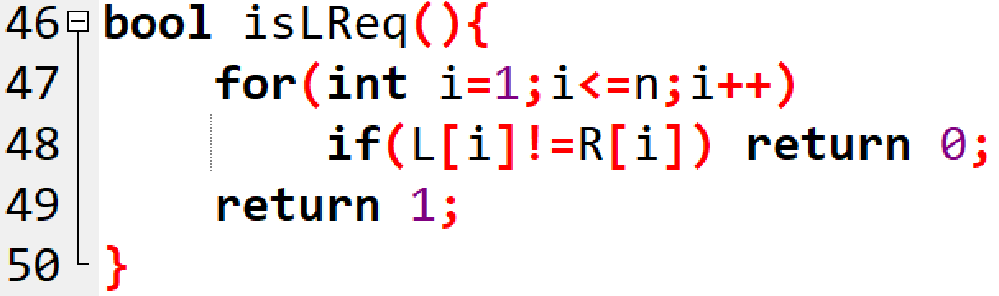 46 bool isLReq(){
47 for(int i=1;i<=n;i++)
48 if(L[i]!=R[i]) return 0;
49 return 1;
50 }